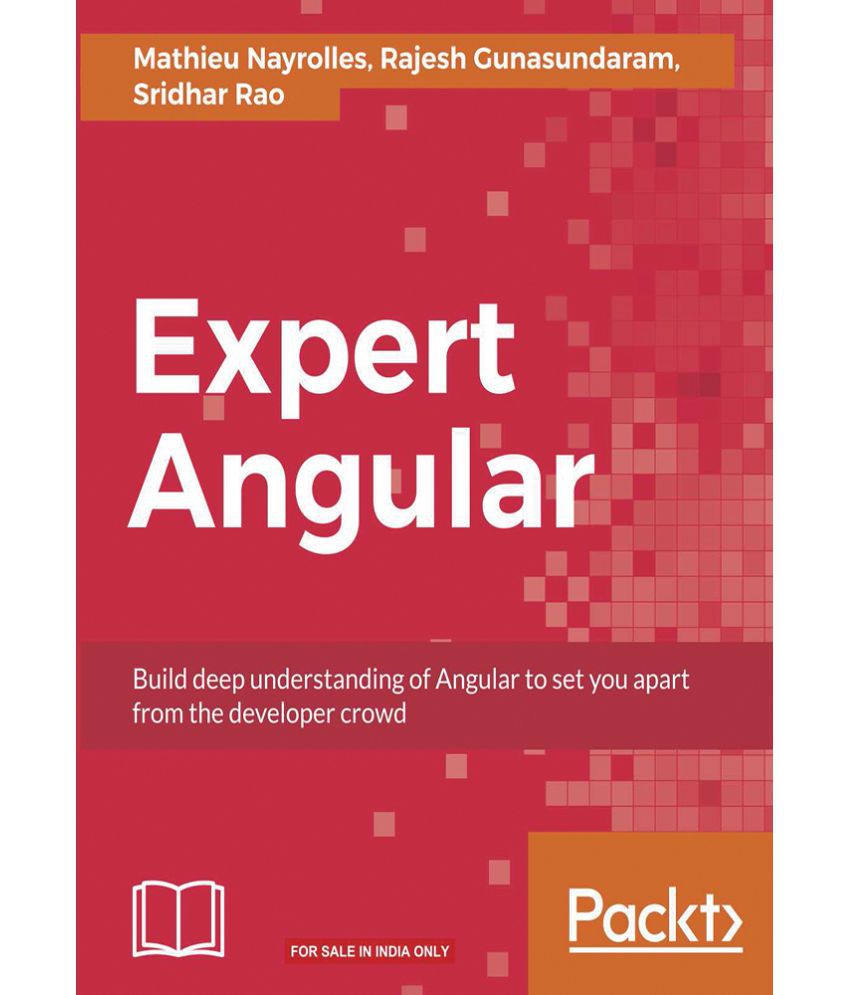 Mathieu Nayrolles, Rajesh Gunasundaram,
Sridhar Rao
Expert
Angular
Build deep understanding of Angular to set you apart
from the developer crowd
FOR SALE IN INDIA ONLY
Packt>